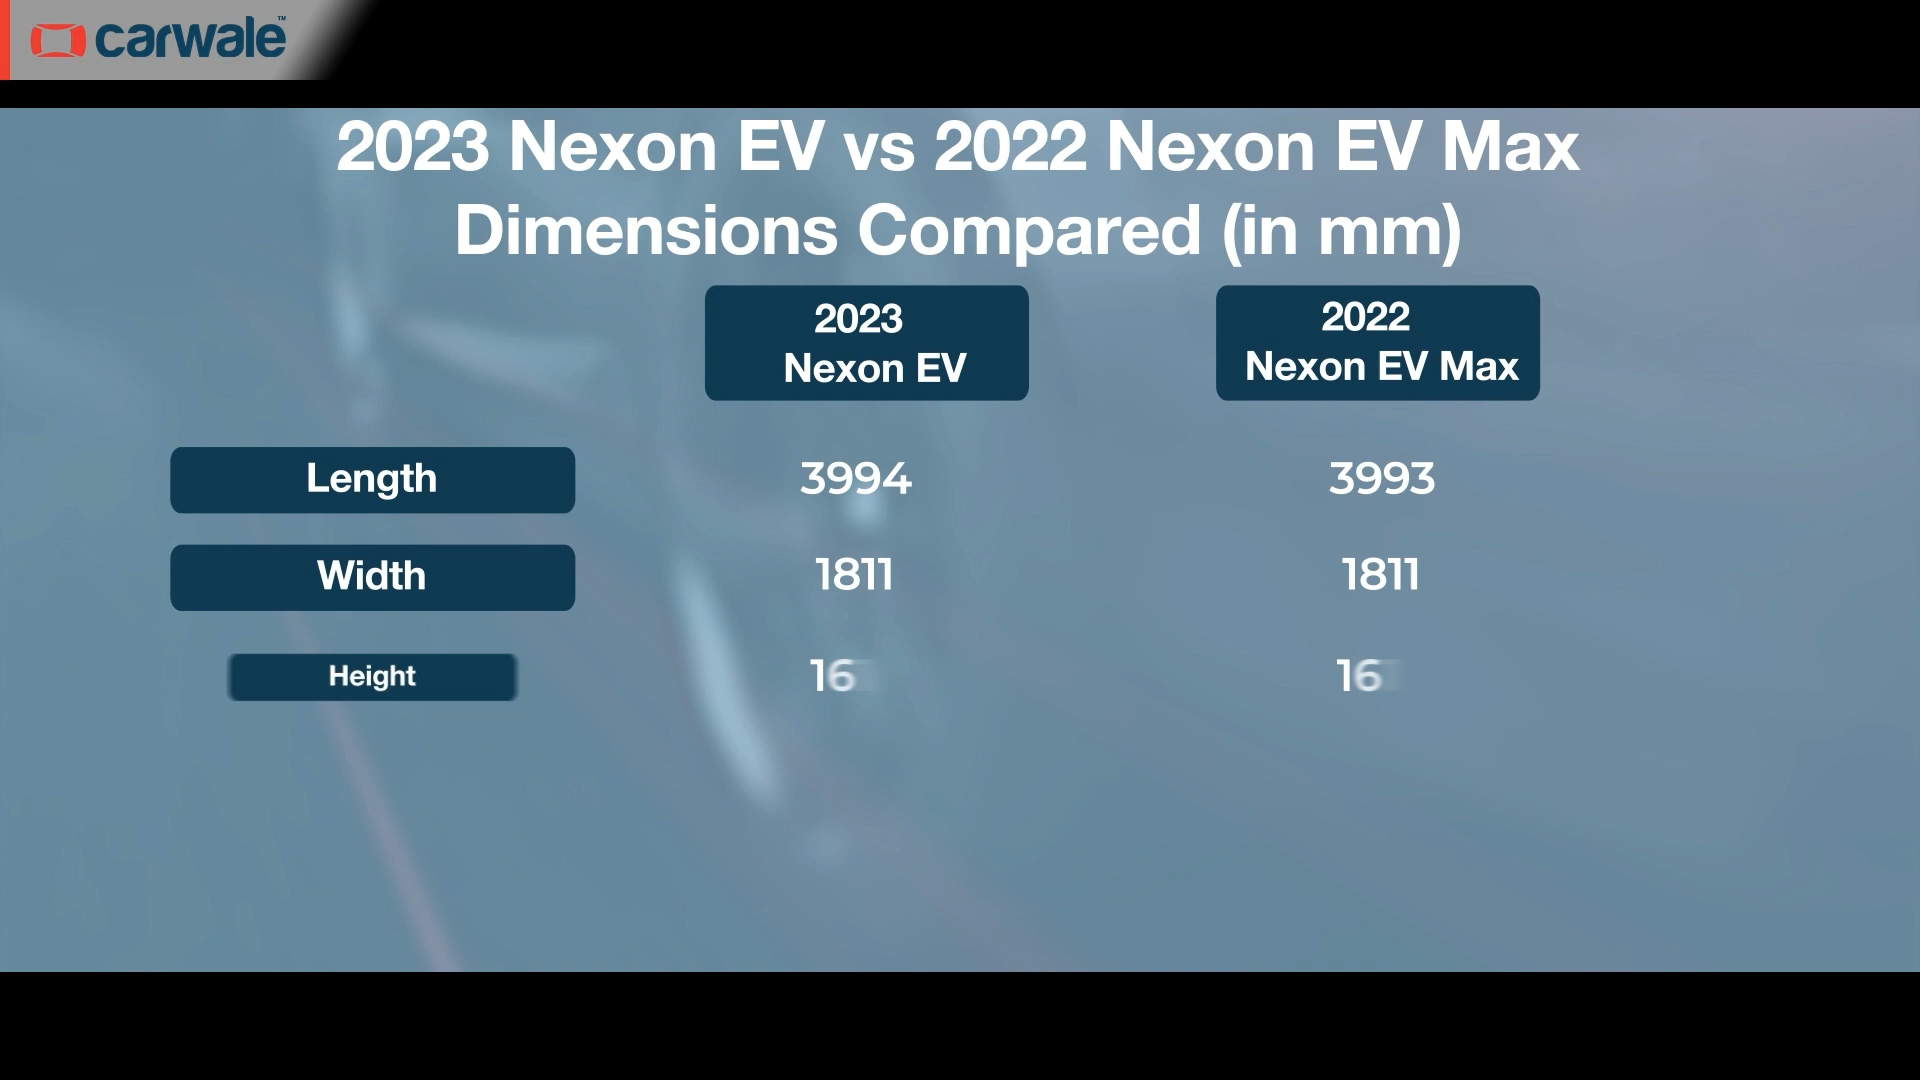 carwale™
2023 Nexon EV vs 2022 Nexon EV Max
Dimensions Compared (in mm)
2023
Nexon EV
2022
Nexon EV Max
Length 3994 3993
Width 1811 1811
Height